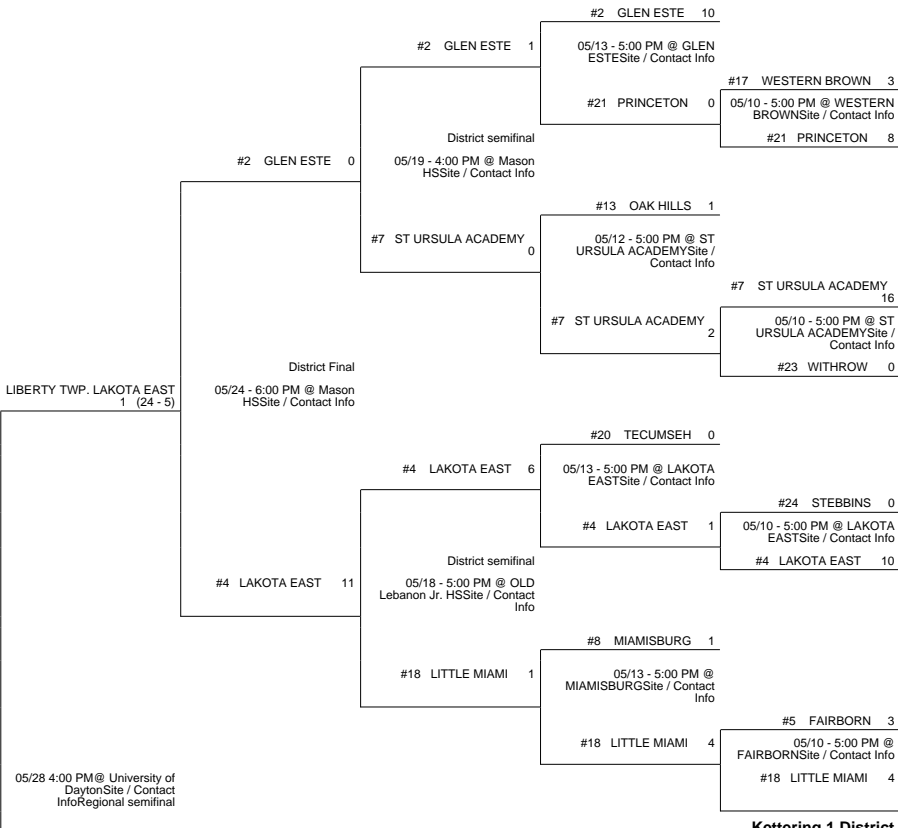 #2 GLEN ESTE 10
05/13 - 5:00 PM @ GLEN
ESTESite / Contact Info
#2 GLEN ESTE 1
#17 WESTERN BROWN 3
#21 PRINCETON 0
05/10 - 5:00 PM @ WESTERN
BROWNSite / Contact Info
#21 PRINCETON 8
District semifinal
05/19 - 4:00 PM @ Mason
HSSite / Contact Info
#2 GLEN ESTE 0
#13 OAK HILLS 1
#7 ST URSULA ACADEMY
0
05/12 - 5:00 PM @ ST
URSULA ACADEMYSite /
Contact Info
#7 ST URSULA ACADEMY
16
#7 ST URSULA ACADEMY
2
05/10 - 5:00 PM @ ST
URSULA ACADEMYSite /
Contact Info
#23 WITHROW 0
District Final
05/24 - 6:00 PM @ Mason
HSSite / Contact Info
LIBERTY TWP. LAKOTA EAST
1 (24 - 5)
#20 TECUMSEH 0
#4 LAKOTA EAST 6
05/13 - 5:00 PM @ LAKOTA
EASTSite / Contact Info
#24 STEBBINS 0
#4 LAKOTA EAST 1
05/10 - 5:00 PM @ LAKOTA
EASTSite / Contact Info
#4 LAKOTA EAST 10
District semifinal
05/18 - 5:00 PM @ OLD
Lebanon Jr. HSSite / Contact
Info
#4 LAKOTA EAST 11
#8 MIAMISBURG 1
#18 LITTLE MIAMI 1
05/13 - 5:00 PM @
MIAMISBURGSite / Contact
Info
#5 FAIRBORN 3
#18 LITTLE MIAMI 4
05/10 - 5:00 PM @
FAIRBORNSite / Contact Info
#18 LITTLE MIAMI 4
05/28 4:00 PM@ University of
DaytonSite / Contact
InfoRegional semifinal
Kettering 1 District